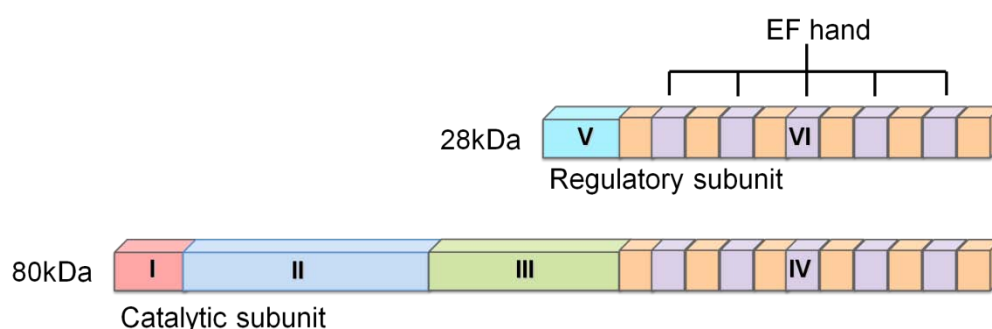 EF hand
28kDa
V
VI
Regulatory subunit
80kDa
I
II
III
IV
Catalytic subunit